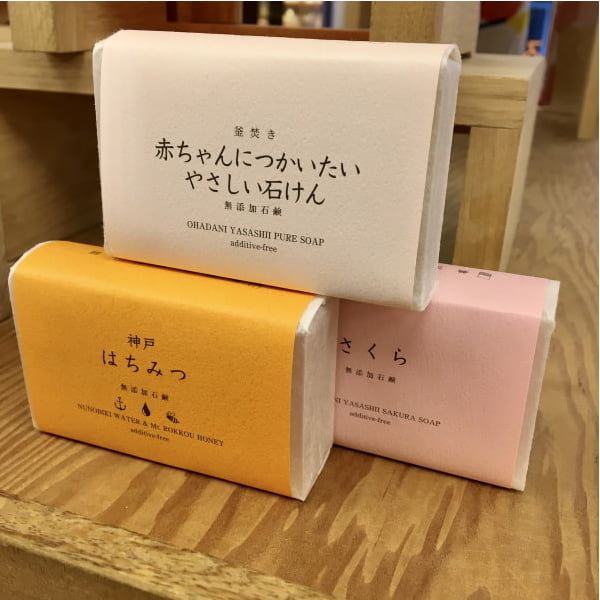 釜焚き
赤ちゃんにつかいたい
やさしい石けん
無添加石鹸
OHADANI YASASHII PURE SOAP
additive-free
神戸
はちみつ
無添加石鹸
NUNOBIKI WATER & Mt. ROKKOU HONEY
additive-free
さくら
無添加石鹸
YASASHII SAKURA SOAP
additive-free